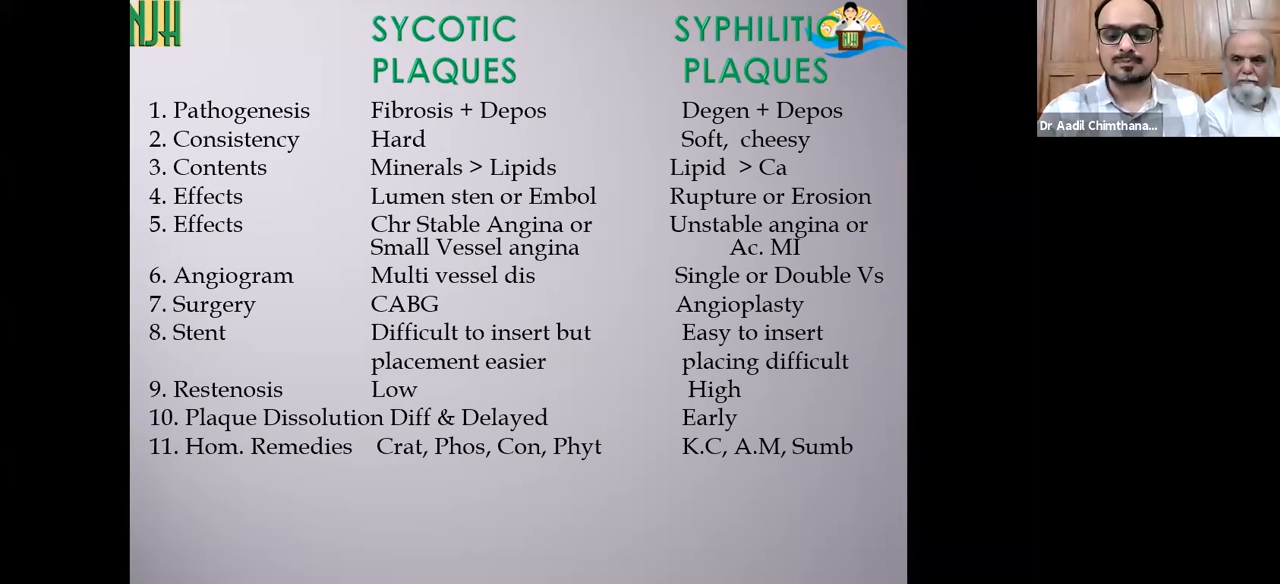 NJH
SYCOTIC SYPHILITIC
PLAQUES PLAQUES
1. Pathogenesis Fibrosis + Depos Degen + Depos
2. Consistency Hard Soft, cheesy
3. Contents Minerals > Lipids Lipid > Ca
4. Effects Lumen sten or Embol Rupture or Erosion
5. Effects Chr Stable Angina or Unstable angina or
Small Vessel angina Ac. MI
6. Angiogram Multi vessel dis Single or Double Vs
7. Surgery CABG Angioplasty
8. Stent Difficult to insert but Easy to insert
placement easier placing difficult
9. Restenosis Low High
10. Plaque Dissolution Diff & Delayed Early
11. Hom. Remedies Crat, Phos, Con, Phyt K.C, A.M, Sumb
NJH
Dr Aadil Chimthana...